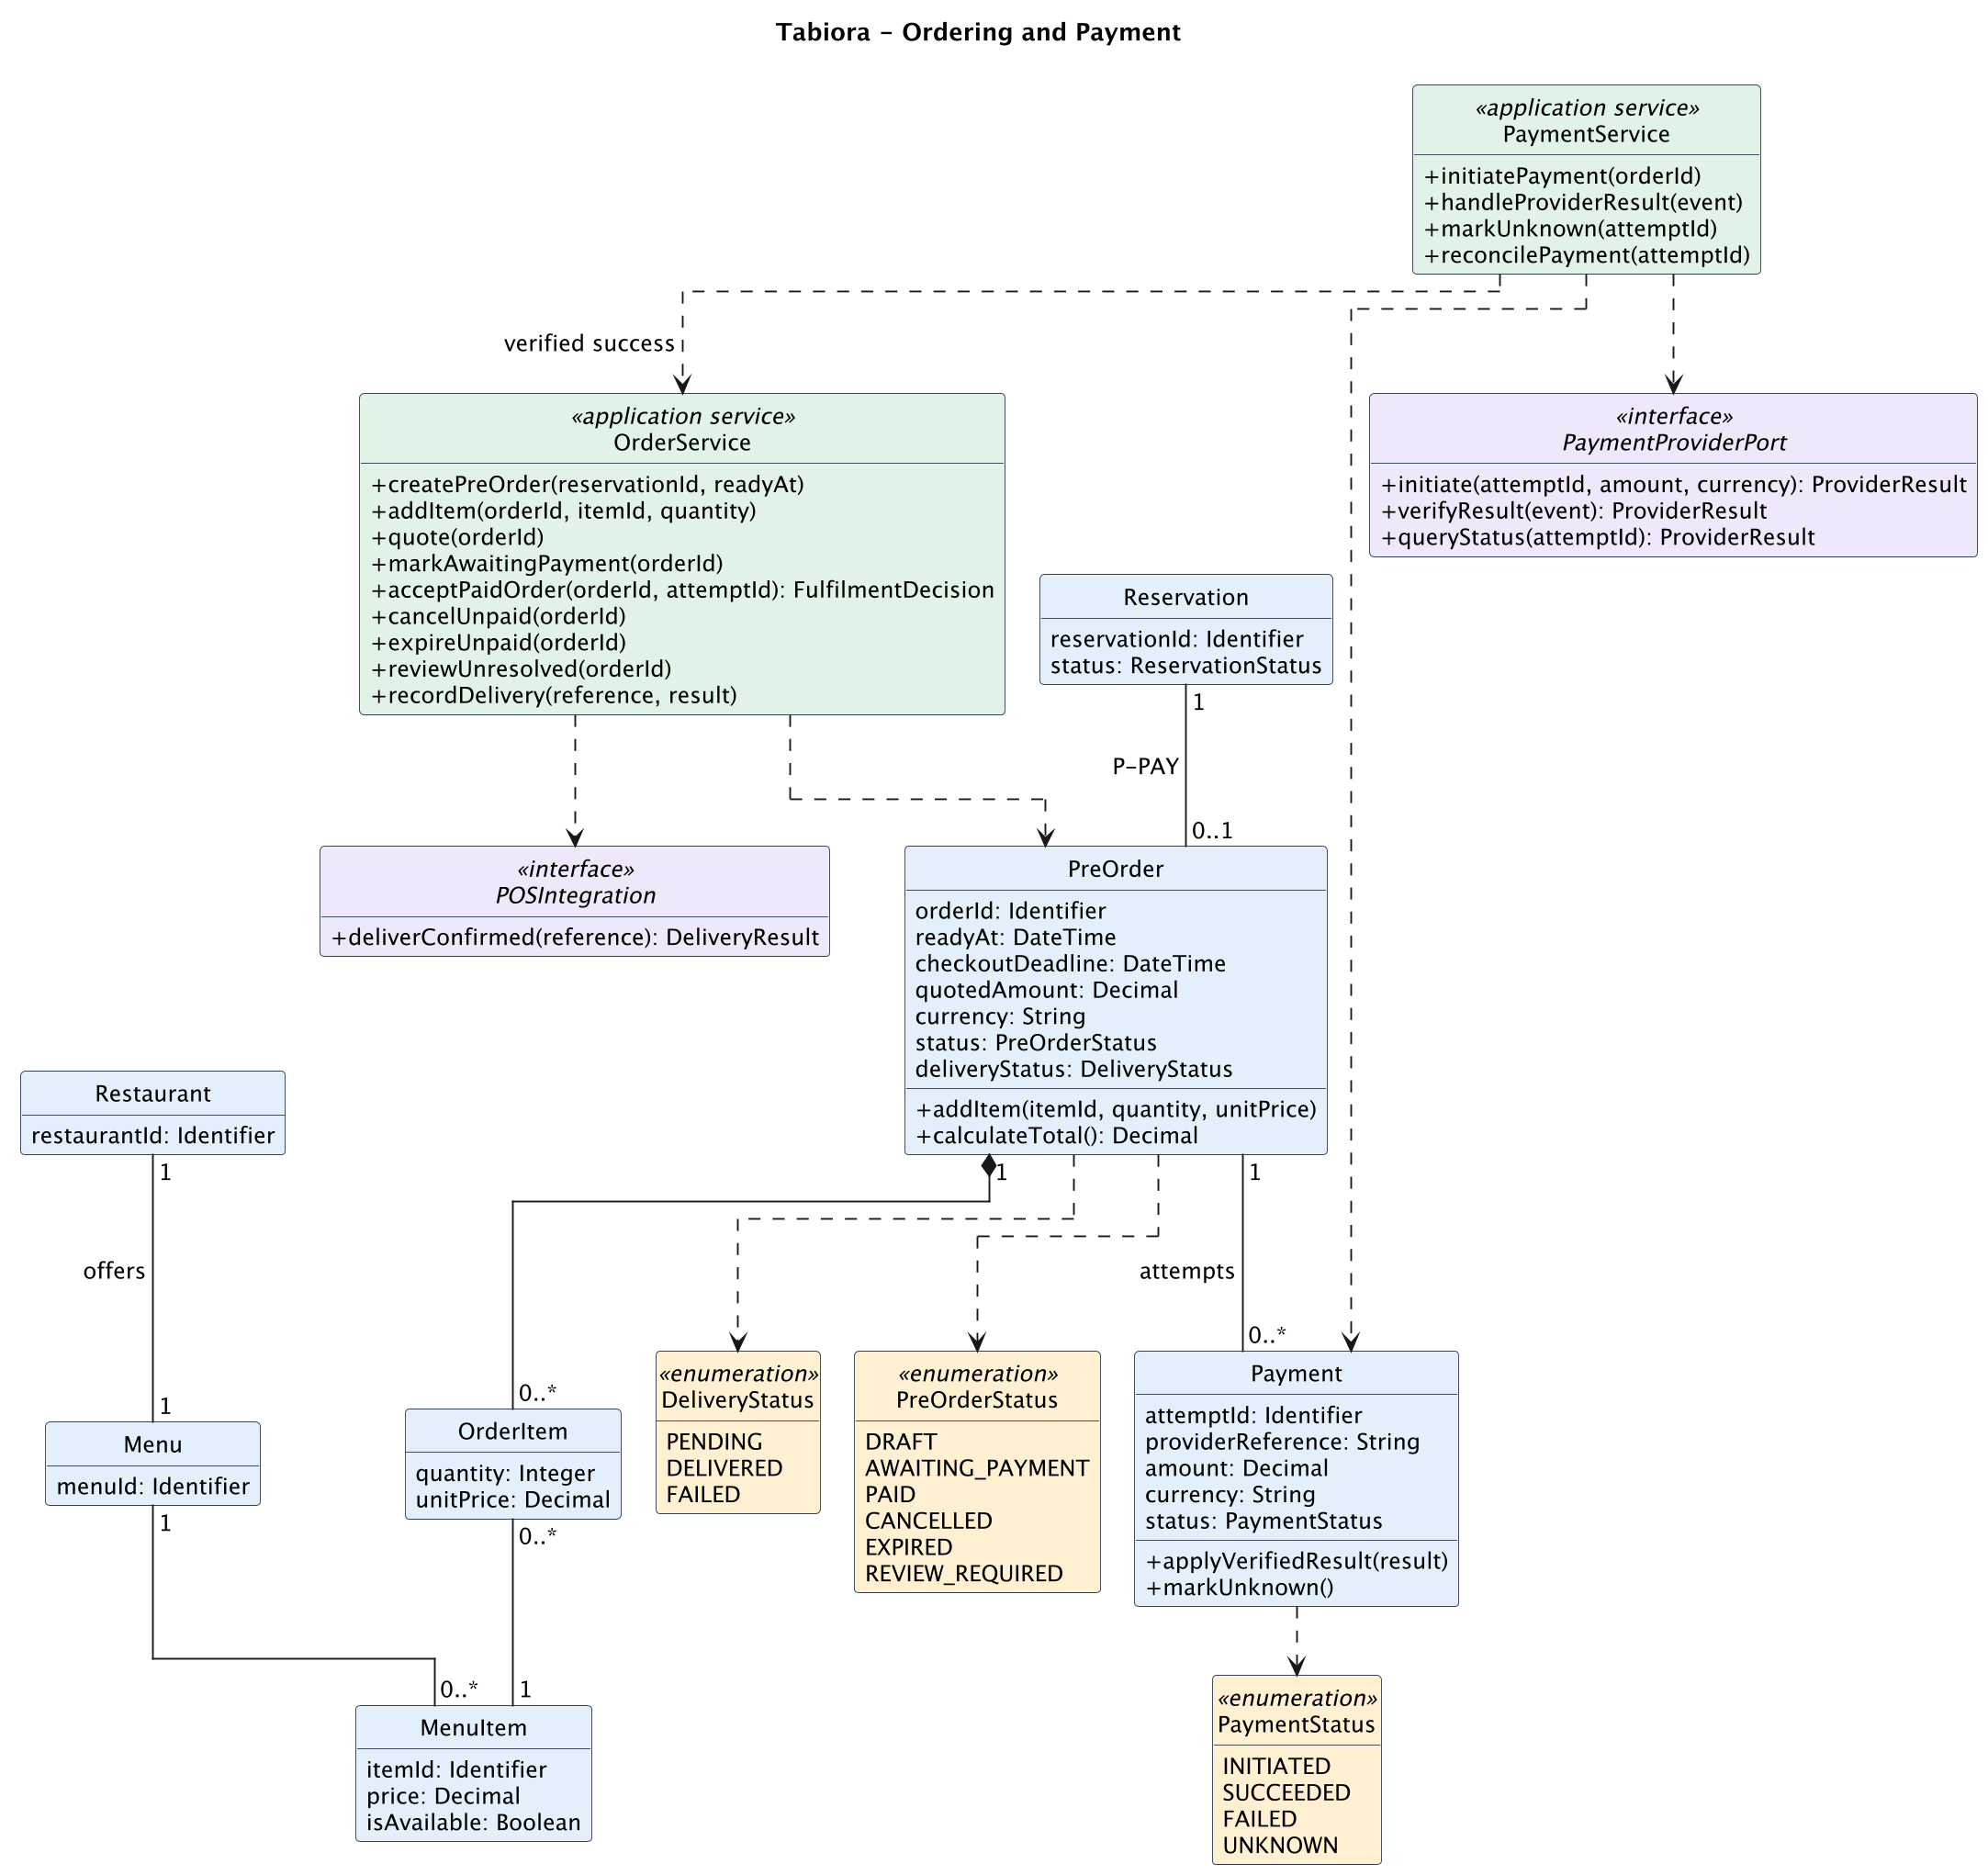 Tabiora – Ordering and Payment
«application service»
PaymentService
+initiatePayment(orderId)
+handleProviderResult(event)
+markUnknown(attemptId)
+reconcilePayment(attemptId)
verified success
«application service»
OrderService
+createPreOrder(reservationId, readyAt)
+addItem(orderId, itemId, quantity)
+quote(orderId)
+markAwaitingPayment(orderId)
+acceptPaidOrder(orderId, attemptId): FulfilmentDecision
+cancelUnpaid(orderId)
+expireUnpaid(orderId)
+reviewUnresolved(orderId)
+recordDelivery(reference, result)
«interface»
PaymentProviderPort
+initiate(attemptId, amount, currency): ProviderResult
+verifyResult(event): ProviderResult
+queryStatus(attemptId): ProviderResult
Reservation
reservationId: Identifier
status: ReservationStatus
1
P-PAY
0..1
«interface»
POSIntegration
+deliverConfirmed(reference): DeliveryResult
PreOrder
orderId: Identifier
readyAt: DateTime
checkoutDeadline: DateTime
quotedAmount: Decimal
currency: String
status: PreOrderStatus
deliveryStatus: DeliveryStatus
+addItem(itemId, quantity, unitPrice)
+calculateTotal(): Decimal
Restaurant
restaurantId: Identifier
1
1
1
offers
attempts
1
0..*
0..*
Menu
menuId: Identifier
1
OrderItem
quantity: Integer
unitPrice: Decimal
0..*
«enumeration»
DeliveryStatus
PENDING
DELIVERED
FAILED
«enumeration»
PreOrderStatus
DRAFT
AWAITING_PAYMENT
PAID
CANCELLED
EXPIRED
REVIEW_REQUIRED
Payment
attemptId: Identifier
providerReference: String
amount: Decimal
currency: String
status: PaymentStatus
+applyVerifiedResult(result)
+markUnknown()
0..*
1
MenuItem
itemId: Identifier
price: Decimal
isAvailable: Boolean
«enumeration»
PaymentStatus
INITIATED
SUCCEEDED
FAILED
UNKNOWN